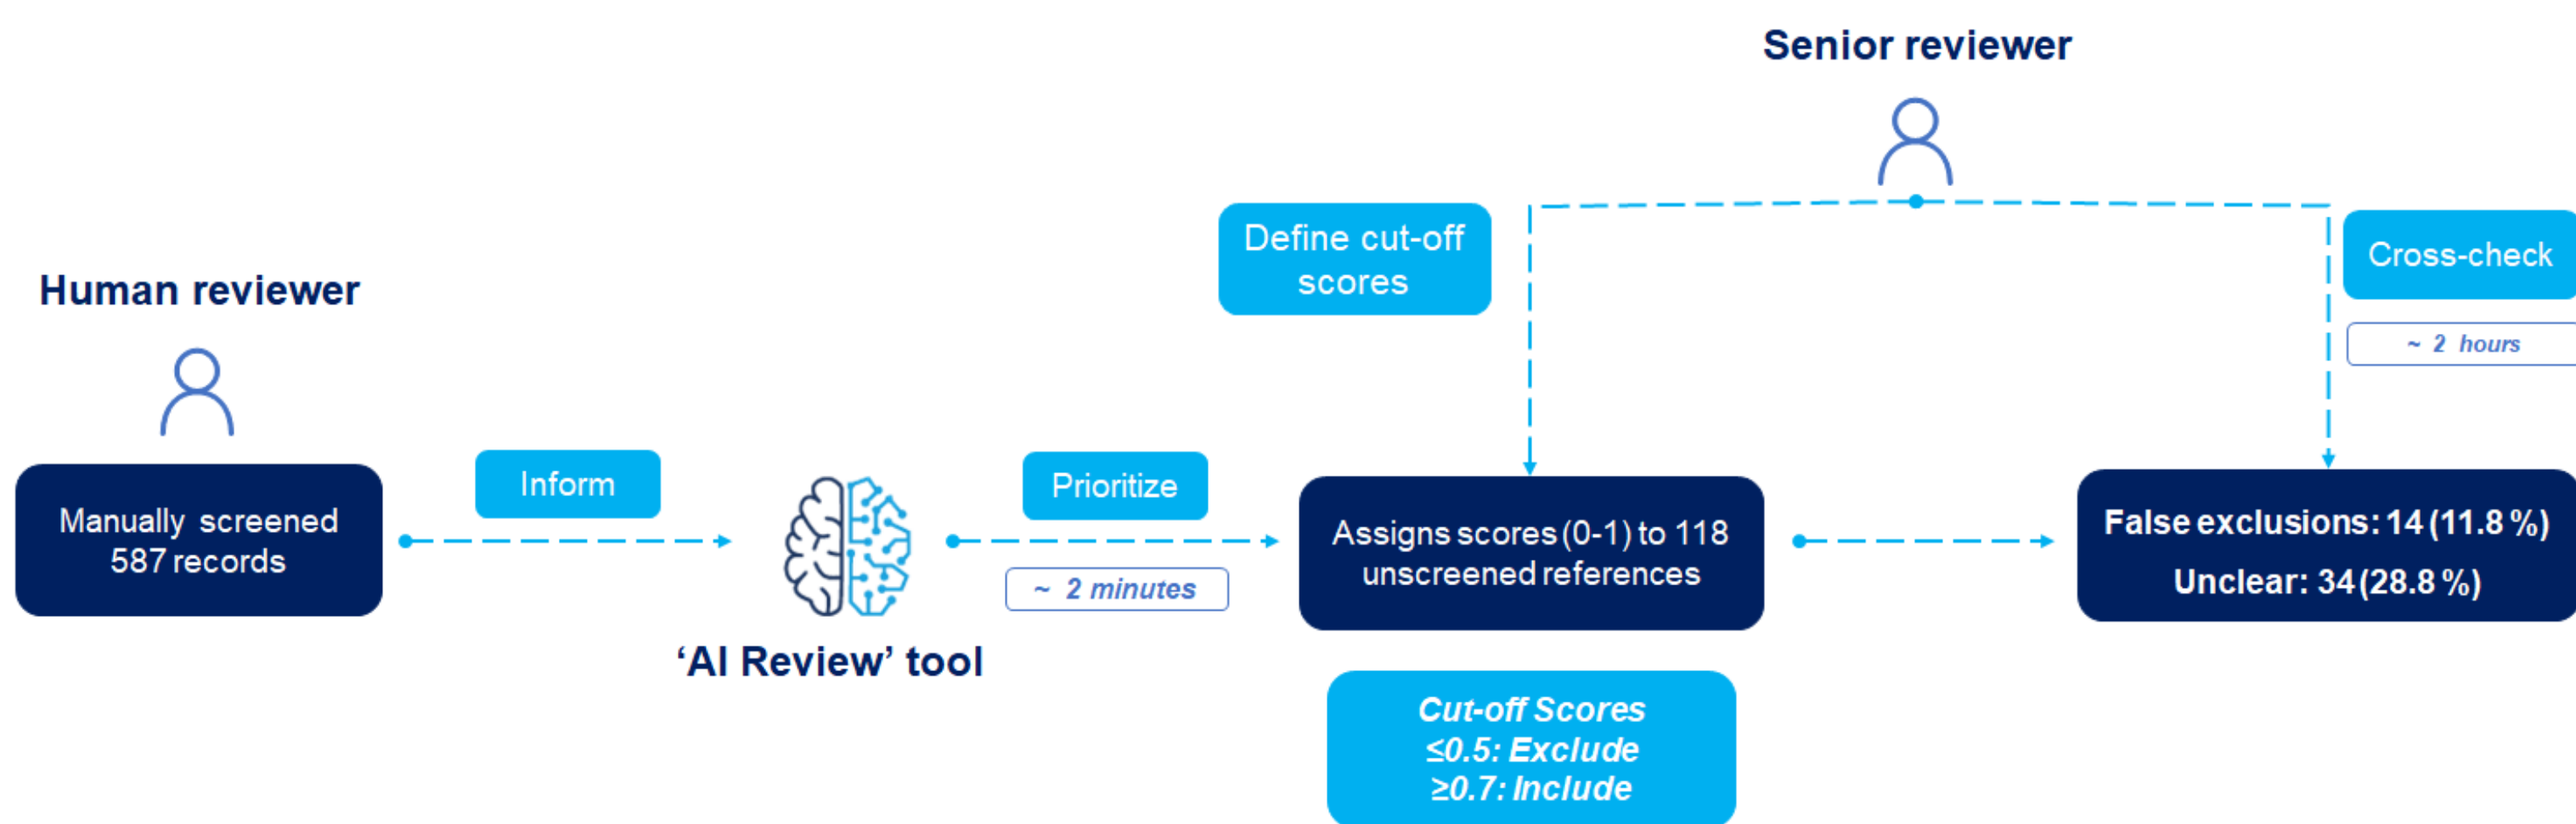 Senior reviewer
Define cut-off
scores
Cross-check
~ 2 hours
Human reviewer
Manually screened
587 records
Inform
‘AI Review’ tool
Prioritize
~ 2 minutes
Assigns scores (0-1) to 118
unscreened references
Cut-off Scores
≤0.5: Exclude
≥0.7: Include
False exclusions: 14 (11.8 %)
Unclear: 34 (28.8 %)